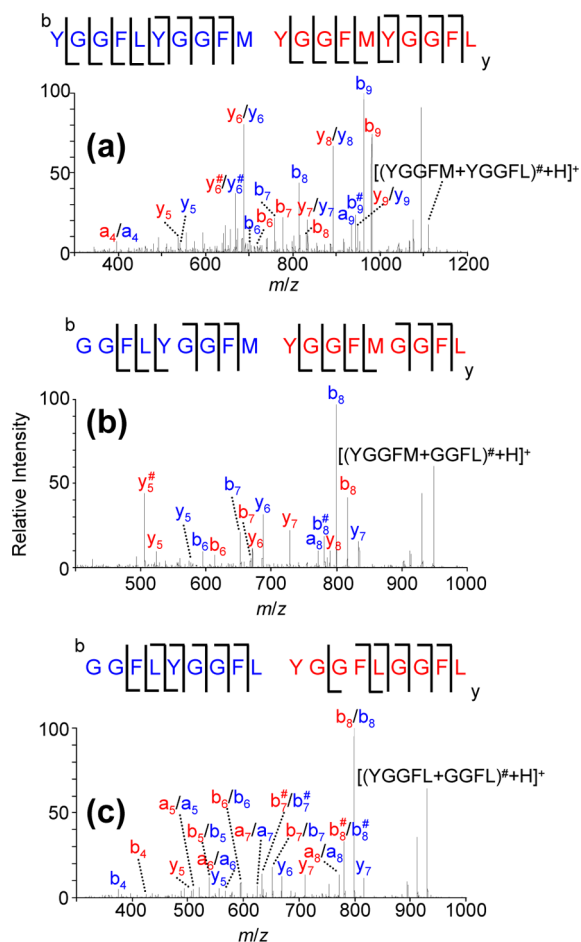 b
YGGFLYGGFM YGGFMYGGFL
y
(a)
100
50
0
b9
y6/y6
y8/y8
b9
[(YGGFM+YGGFL)#+H]+
y6#/y6#
b8
b7
b7
y7/y7
b9#
a9
y9/y9
y5
y5
a4/a4
b6
b6
b8
400 600 800 1000 1200
m/z
b
GGFLYGGFM YGGFMGGFL
y
(b)
Relative Intensity
100
50
0
b8
[(YGGFM+GGFL)#+H]+
y5#
b8
b7
y6
y5
b7
y7
b8#
y7
y5
b6
b6
y6
a8
y8
500 600 700 800 900 1000
m/z
b
GGFLYGGFL YGGFLGGFL
y
(c)
100
50
0
b8/b8
[(YGGFL+GGFL)#+H]+
b6/b6
b7#/b7#
a5/a5
b5/b5
a7/a7
b7/b7
b8#/b8#
b4
a6/a6
a8/a8
y5
y6
b4
y5
y7
y7
400 500 600 700 800 900 1000
m/z